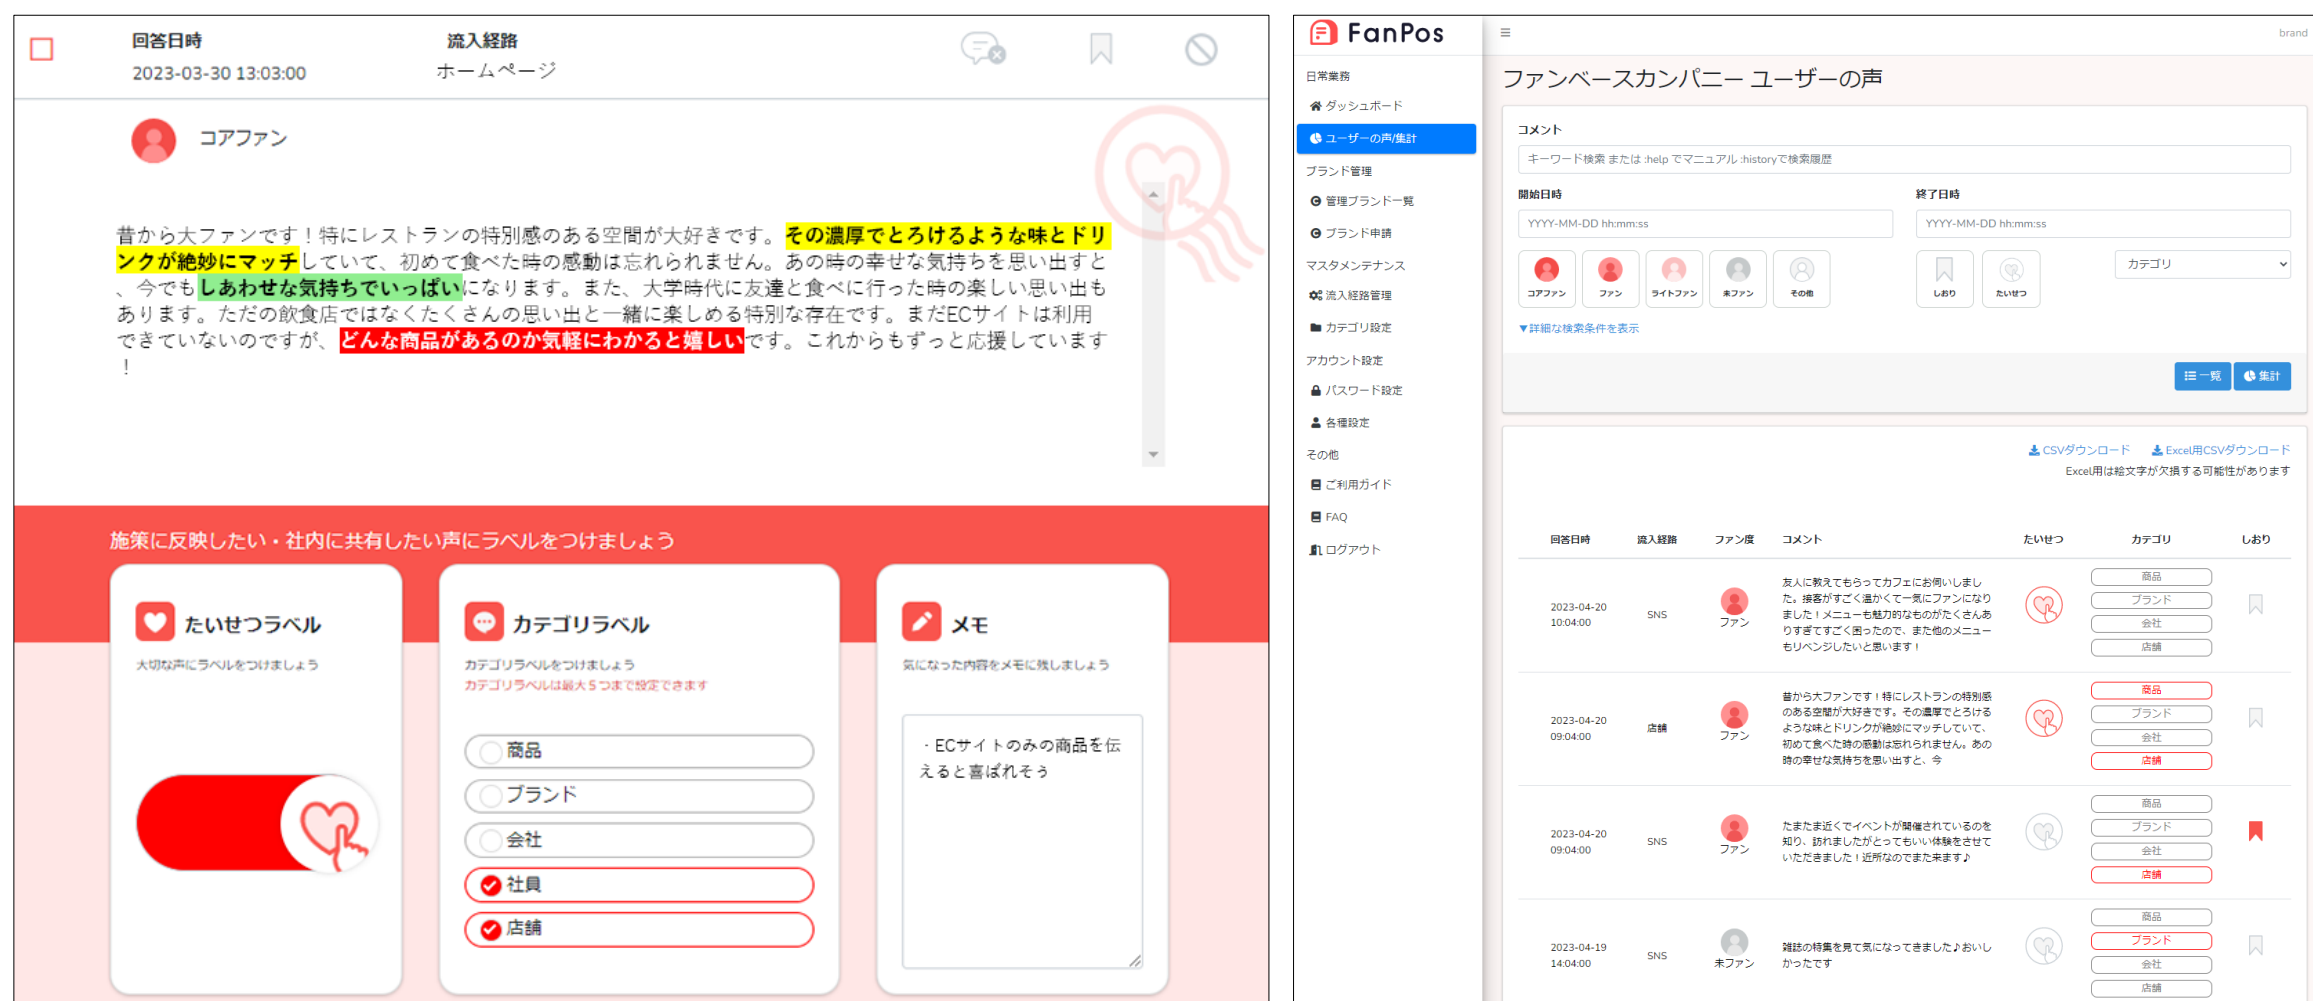 回答日時
2023-03-30 13:03:00
流入経路
ホームページ
コアファン
昔から大ファンです！特にレストランの特別感のある空間が大好きです。その濃厚でとろけるような味とドリ
ンクが絶妙にマッチしていて、初めて食べた時の感動は忘れられません。あの時の幸せな気持ちを思い出すと
、今でもしあわせな気持ちでいっぱいになります。また、大学時代に友達と食べに行った時の楽しい思い出も
あります。ただの飲食店ではなくたくさんの思い出と一緒に楽しめる特別な存在です。まだECサイトは利用
できていないのですが、どんな商品があるのか気軽にわかると嬉しいです。これからもずっと応援しています
！
施策に反映したい・社内に共有したい声にラベルをつけましょう
たいせつラベル
大切な声にラベルをつけましょう
カテゴリラベル
カテゴリラベルをつけましょう
カテゴリラベルは最大５つまで設定できます
商品
ブランド
会社
社員
店舗
メモ
気になった内容をメモに残しましょう
・ECサイトのみの商品を伝
えると喜ばれそう
FanPos
日常業務
ダッシュボード
ユーザーの声/集計
ブランド管理
管理ブランド一覧
ブランド申請
マスタメンテナンス
流入経路管理
カテゴリ設定
アカウント設定
パスワード設定
各種設定
その他
ご利用ガイド
FAQ
ログアウト
brand
ファンベースカンパニー ユーザーの声
コメント
キーワード検索 または :help でマニュアル :historyで検索履歴
開始日時
終了日時
YYYY-MM-DD hh:mm:ss
YYYY-MM-DD hh:mm:ss
コアファン
ファン
ライトファン
未ファン
その他
しおり
たいせつ
カテゴリ
▼詳細な検索条件を表示
一覧
集計
CSVダウンロード
Excel用CSVダウンロード
Excel用は絵文字が欠損する可能性があります
回答日時 流入経路 ファン度 コメント たいせつ カテゴリ しおり
2023-04-20
10:04:00
SNS
ファン
友人に教えてもらってカフェにお伺いしまし
た。接客がすごく温かくて一気にファンになり
ました！メニューも魅力的なものがたくさんあ
りすぎてすごく困ったので、また他のメニュー
もリベンジしたいと思います！
商品
ブランド
会社
店舗
2023-04-20
09:04:00
店舗
ファン
昔から大ファンです！特にレストランの特別感
のある空間が大好きです。その濃厚でとろける
ような味とドリンクが絶妙にマッチしていて、
初めて食べた時の感動は忘れられません。あの
時の幸せな気持ちを思い出すと、今
商品
ブランド
会社
店舗
2023-04-20
09:04:00
SNS
ファン
たまたま近くでイベントが開催されているのを
知り、訪れましたがとってもいい体験をさせて
いただきました！近所なのでまた来ます♪
商品
ブランド
会社
店舗
2023-04-19
14:04:00
SNS
未ファン
雑誌の特集を見て気になってきました♪おいし
かったです
商品
ブランド
会社
店舗